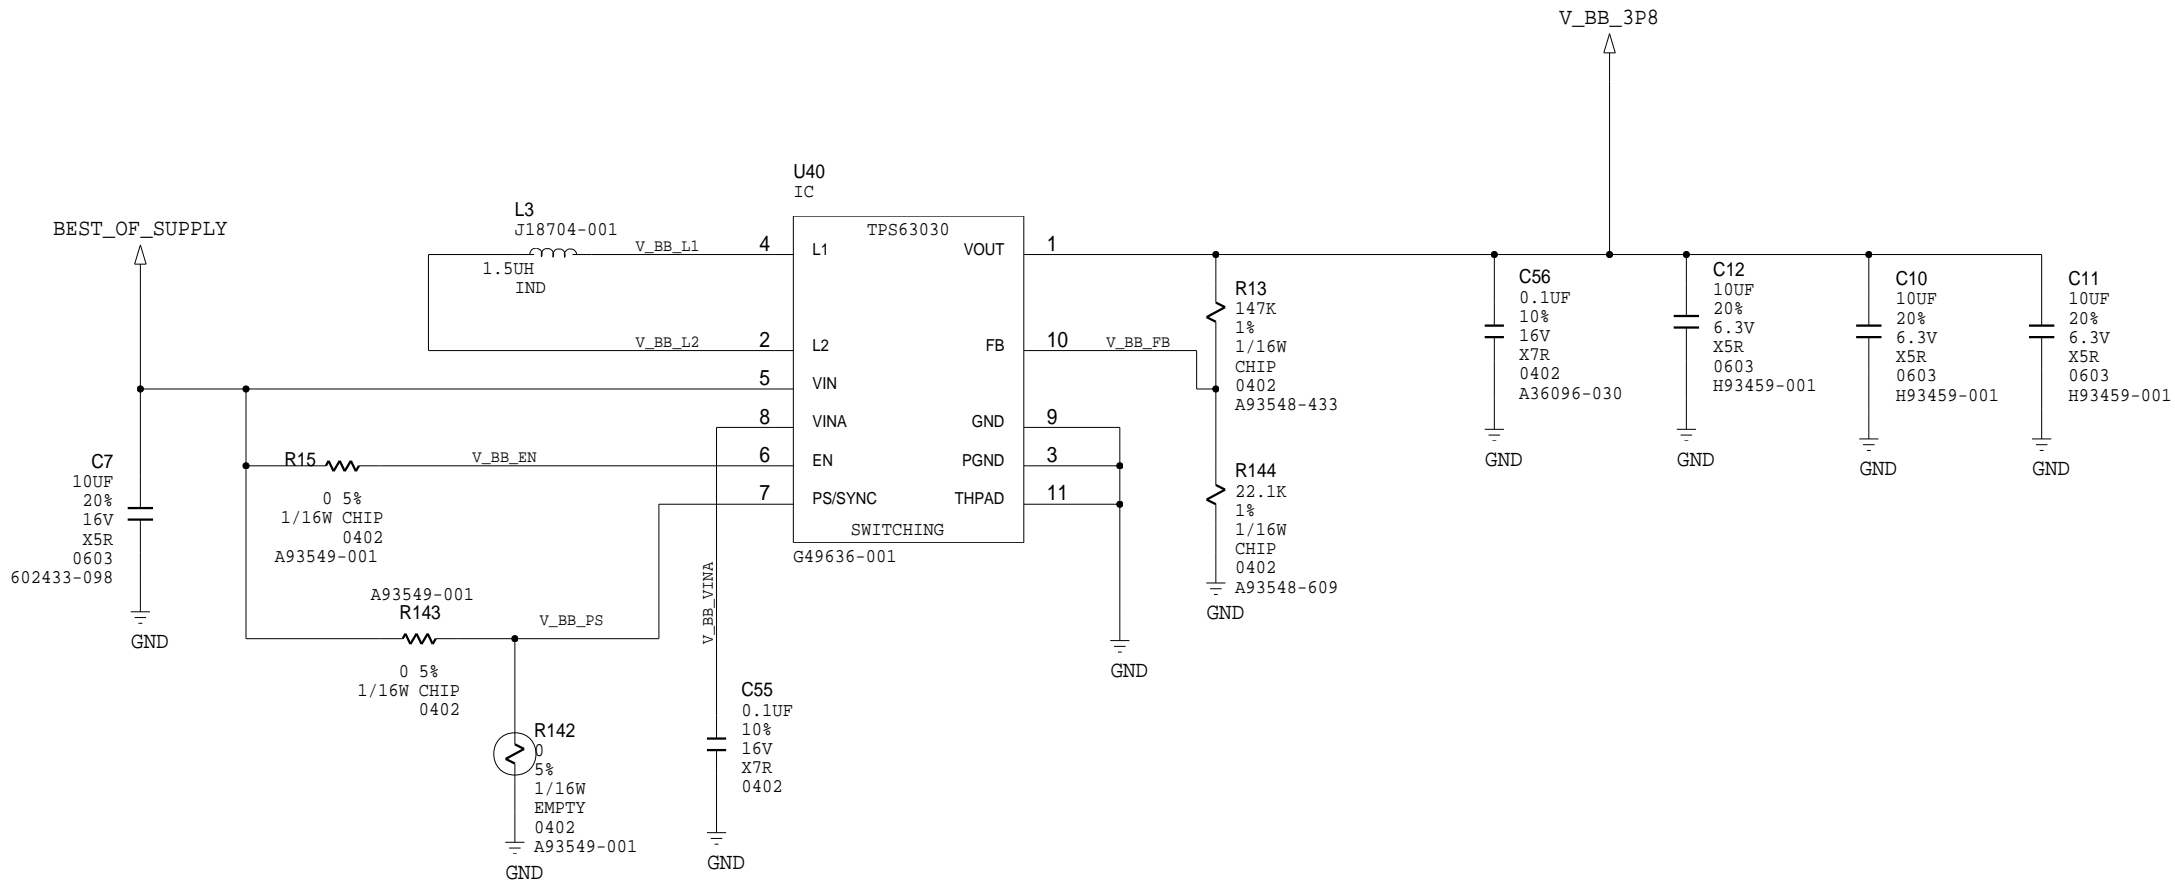 V_BB_3P8
BEST_OF_SUPPLY
C7
10UF
20%
16V
X5R
0603
602433-098
GND
L3
J18704-001
1.5UH
IND
V_BB_L1
V_BB_L2
R15
V_BB_EN
0 5%
1/16W CHIP
0402
A93549-001
A93549-001
R143
V_BB_PS
0 5%
1/16W CHIP
0402
R142
0
5%
1/16W
EMPTY
0402
A93549-001
GND
V_BB_VINA
C55
0.1UF
10%
16V
X7R
0402
GND
U40
IC
TPS63030
4 L1 VOUT 1
2 L2 FB 10
5 VIN
8 VINA GND 9
6 EN PGND 3
7 PS/SYNC THPAD 11
SWITCHING
G49636-001
V_BB_FB
GND
R13
147K
1%
1/16W
CHIP
0402
A93548-433
R144
22.1K
1%
1/16W
CHIP
0402
A93548-609
GND
C56
0.1UF
10%
16V
X7R
0402
A36096-030
GND
C12
10UF
20%
6.3V
X5R
0603
H93459-001
GND
C10
10UF
20%
6.3V
X5R
0603
H93459-001
GND
C11
10UF
20%
6.3V
X5R
0603
H93459-001
GND